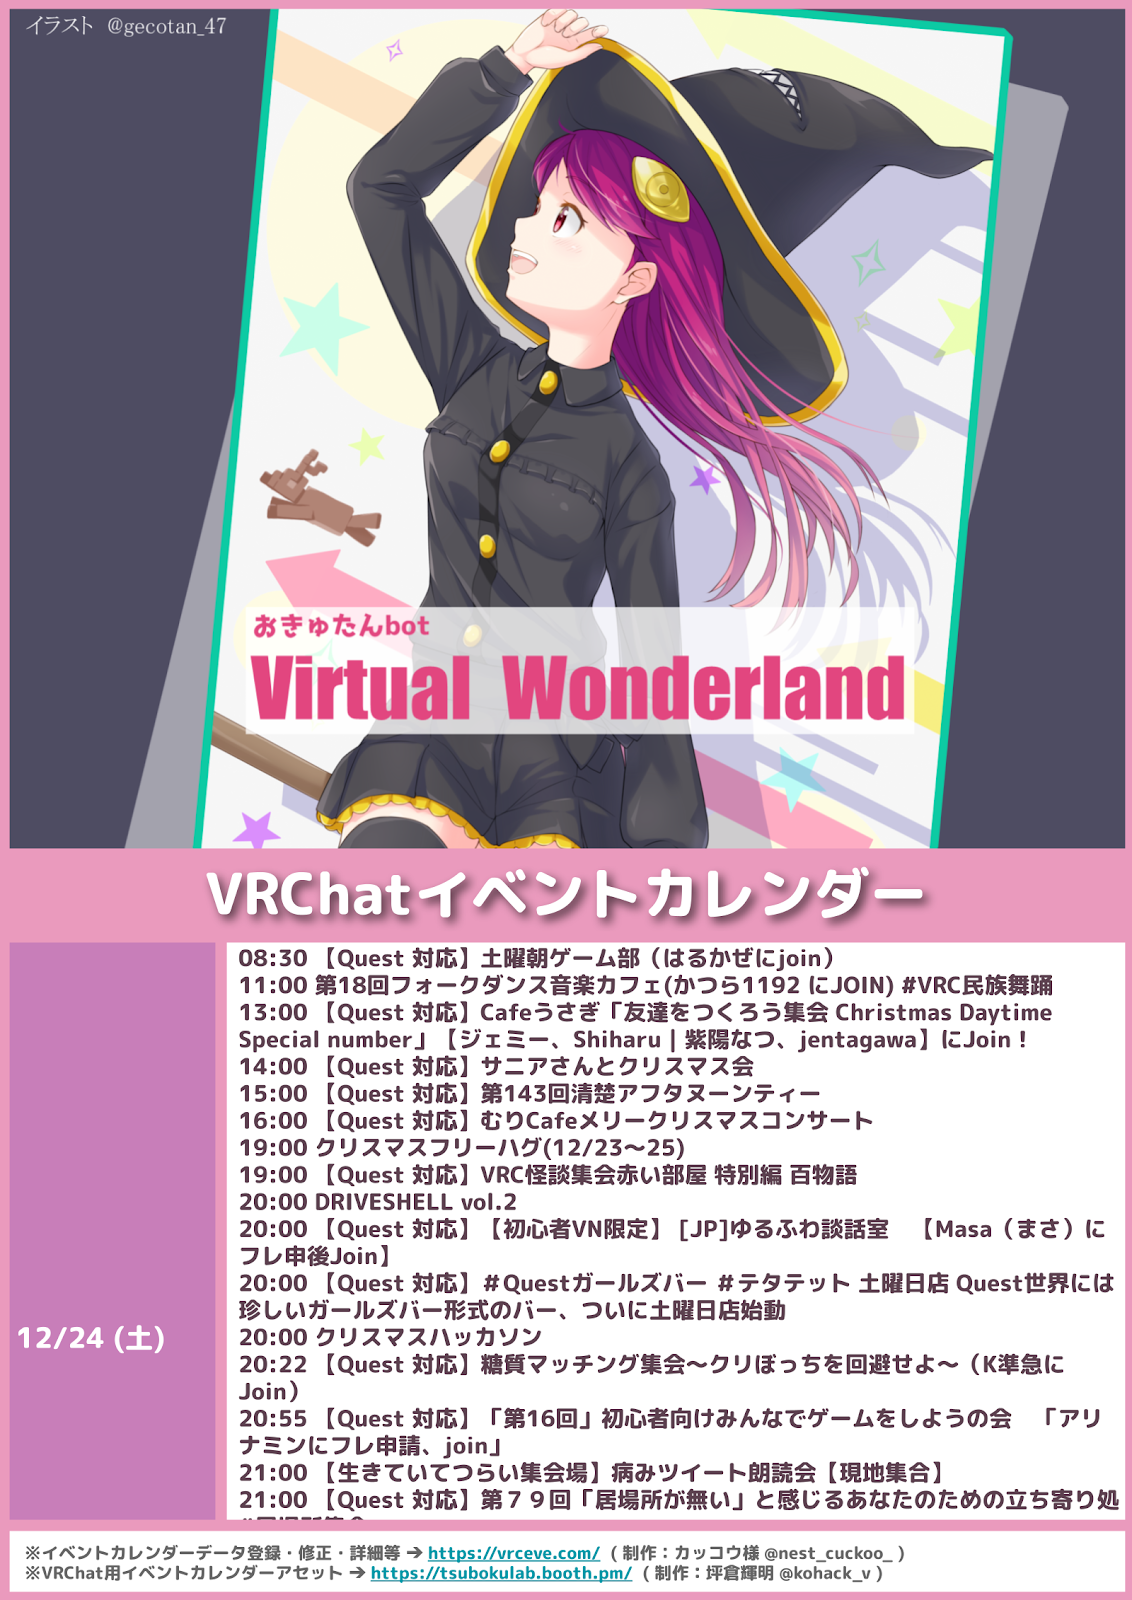 イラスト @gecotan_47
おきゅたんbot
Virtual Wonderland
VRChatイベントカレンダー
12/24 (土)
08:30 【Quest 対応】土曜朝ゲーム部（はるかぜにjoin）
11:00 第18回フォークダンス音楽カフェ(かつら1192 にJOIN) #VRC民族舞踊
13:00 【Quest 対応】Cafeうさぎ「友達をつくろう集会 Christmas Daytime
Special number」【ジェミー、Shiharu | 紫陽なつ、jentagawa】にJoin！
14:00 【Quest 対応】サニアさんとクリスマス会
15:00 【Quest 対応】第143回清楚アフタヌーンティー
16:00 【Quest 対応】むりCafeメリークリスマスコンサート
19:00 クリスマスフリーハグ(12/23～25)
19:00 【Quest 対応】VRC怪談集会赤い部屋 特別編 百物語
20:00 DRIVESHELL vol.2
20:00 【Quest 対応】【初心者VN限定】 [JP]ゆるふわ談話室　【Masa（まさ）に
フレ申後Join】
20:00 【Quest 対応】＃Questガールズバー ＃テタテット 土曜日店 Quest世界には
珍しいガールズバー形式のバー、ついに土曜日店始動
20:00 クリスマスハッカソン
20:22 【Quest 対応】糖質マッチング集会～クリぼっちを回避せよ～（K準急に
Join）
20:55 【Quest 対応】「第16回」初心者向けみんなでゲームをしようの会　「アリ
ナミンにフレ申請、join」
21:00 【生きていてつらい集会場】病みツイート朗読会【現地集合】
21:00 【Quest 対応】第７９回「居場所が無い」と感じるあなたのための立ち寄り処
※イベントカレンダーデータ登録・修正・詳細等 ➔ https://vrceve.com/ ( 制作：カッコウ様 @nest_cuckoo_ )
※VRChat用イベントカレンダーアセット ➔ https://tsubokulab.booth.pm/ ( 制作：坪倉輝明 @kohack_v )